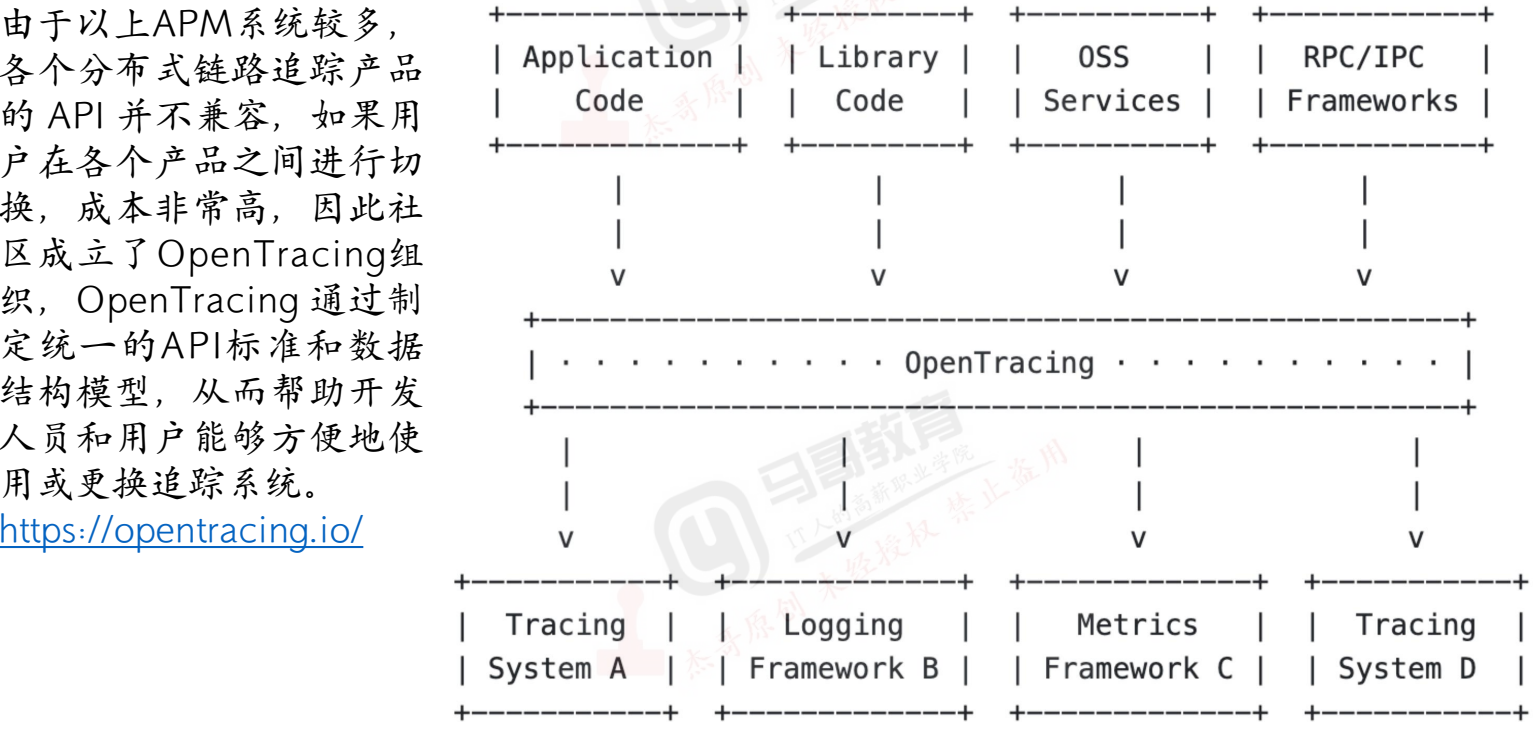 由于以上APM系统较多，
各个分布式链路追踪产品
的 API 并不兼容，如果用
户在各个产品之间进行切
换，成本非常高，因此社
区成立了OpenTracing组
织，OpenTracing 通过制
定统一的API标准和数据
结构模型，从而帮助开发
人员和用户能够方便地使
用或更换追踪系统。
https://opentracing.io/
Application Code
Library Code
OSS Services
RPC/IPC Frameworks
OpenTracing
Tracing System A
Logging Framework B
Metrics Framework C
Tracing System D
马哥教育
IT人的高薪职业学院
杰哥原创 未经授权 禁止盗用
杰哥原创 未经授权